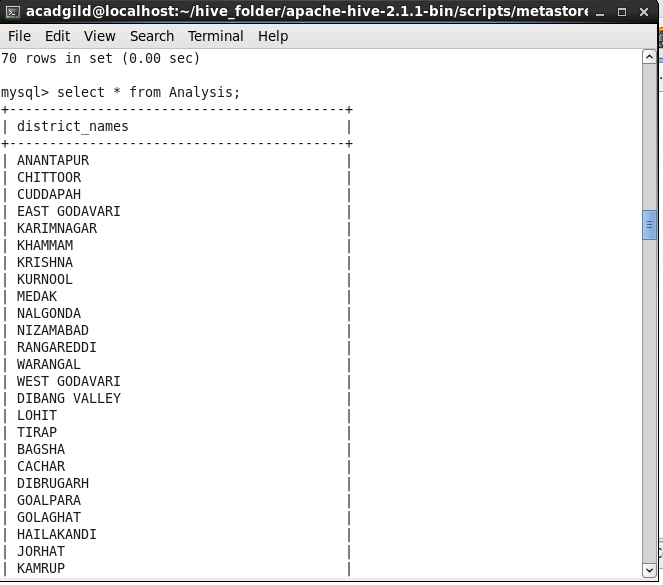 acadgild@localhost:~/hive_folder/apache-hive-2.1.1-bin/scripts/metastore
File Edit View Search Terminal Help
70 rows in set (0.00 sec)
mysql> select * from Analysis;
+------------------------------------------+
| district_names                           |
+------------------------------------------+
| ANANTAPUR                                |
| CHITTOOR                                 |
| CUDDAPAH                                 |
| EAST GODAVARI                            |
| KARIMNAGAR                               |
| KHAMMAM                                  |
| KRISHNA                                  |
| KURNOOL                                  |
| MEDAK                                    |
| NALGONDA                                 |
| NIZAMABAD                                |
| RANGAREDDI                               |
| WARANGAL                                 |
| WEST GODAVARI                            |
| DIBANG VALLEY                            |
| LOHIT                                    |
| TIRAP                                    |
| BAGSHA                                   |
| CACHAR                                   |
| DIBRUGARH                                |
| GOALPARA                                 |
| GOLAGHAT                                 |
| HAILAKANDI                               |
| JORHAT                                   |
| KAMRUP                                   |